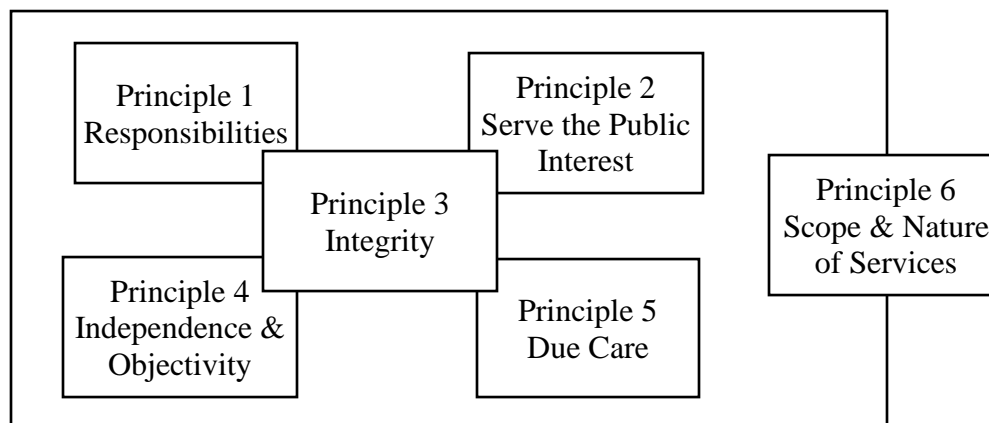 Principle 1
Responsibilities
Principle 2
Serve the Public
Interest
Principle 3
Integrity
Principle 6
Scope & Nature
of Services
Principle 4
Independence &
Objectivity
Principle 5
Due Care